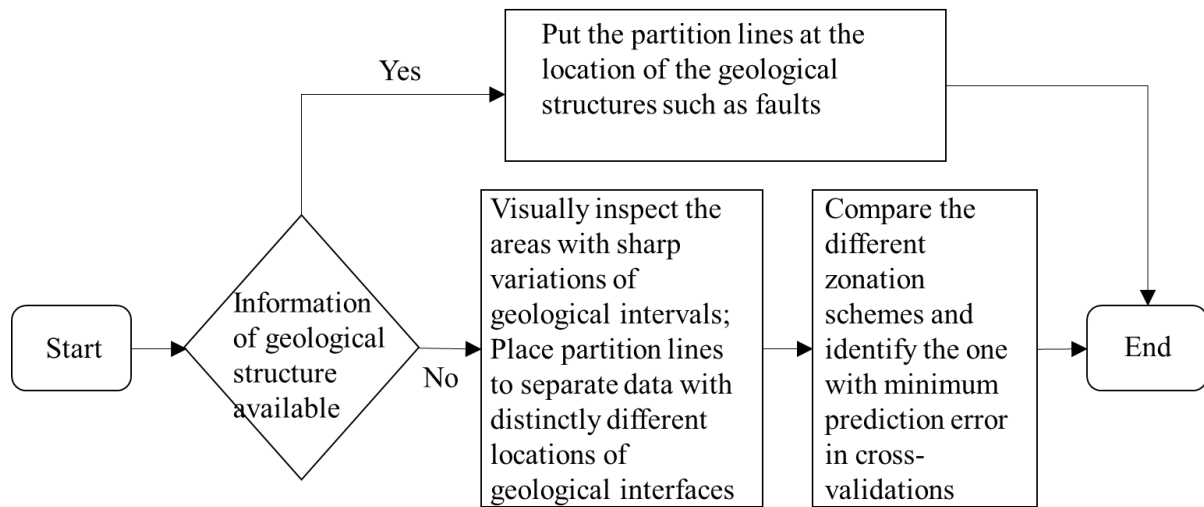 Put the partition lines at the
location of the geological
structures such as faults
Yes
Start
Information
of geological
structure
available
No
Visually inspect the
areas with sharp
variations of
geological intervals;
Place partition lines
to separate data with
distinctly different
locations of
geological interfaces
Compare the
different
zonation
schemes and
identify the one
with minimum
prediction error
in cross-
validations
End